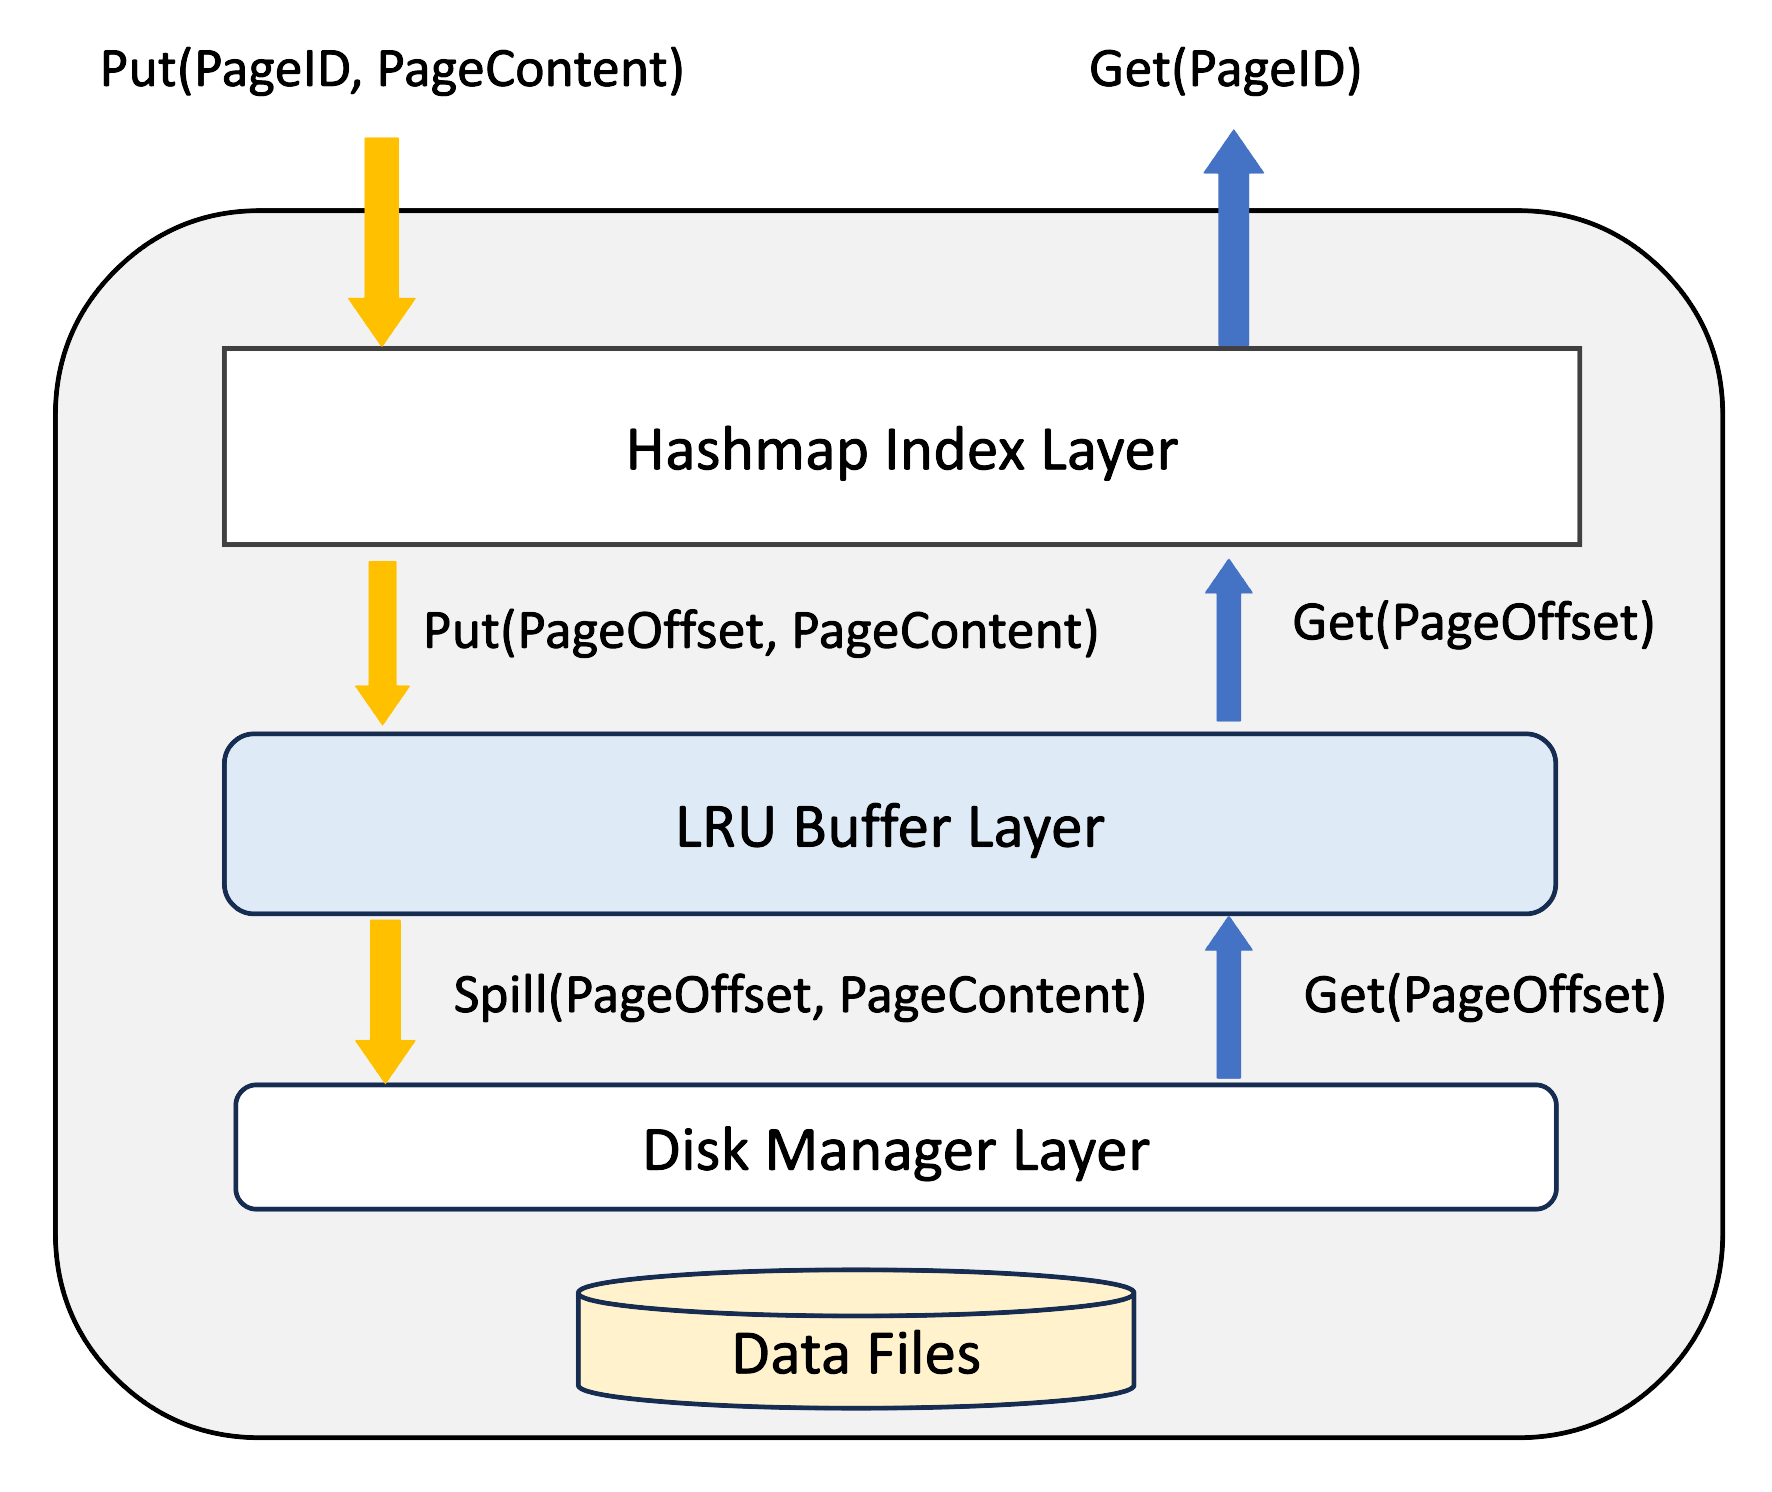 Put(PageID, PageContent)
Get(PageID)
Hashmap Index Layer
Put(PageOffset, PageContent)
Get(PageOffset)
LRU Buffer Layer
Spill(PageOffset, PageContent)
Get(PageOffset)
Disk Manager Layer
Data Files